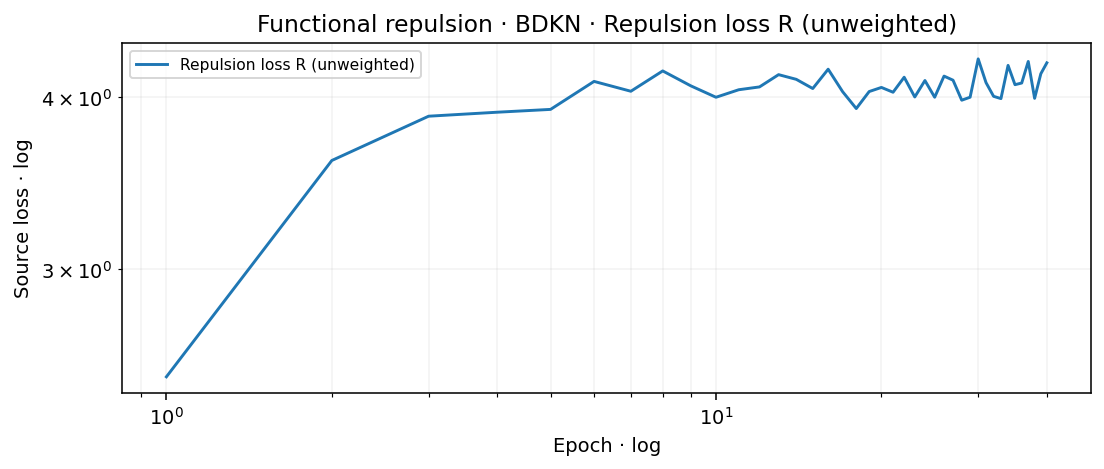 Functional repulsion · BDKN · Repulsion loss R (unweighted)
Repulsion loss R (unweighted)
Source loss · log
4 × 10⁰
3 × 10⁰
10⁰
10¹
Epoch · log